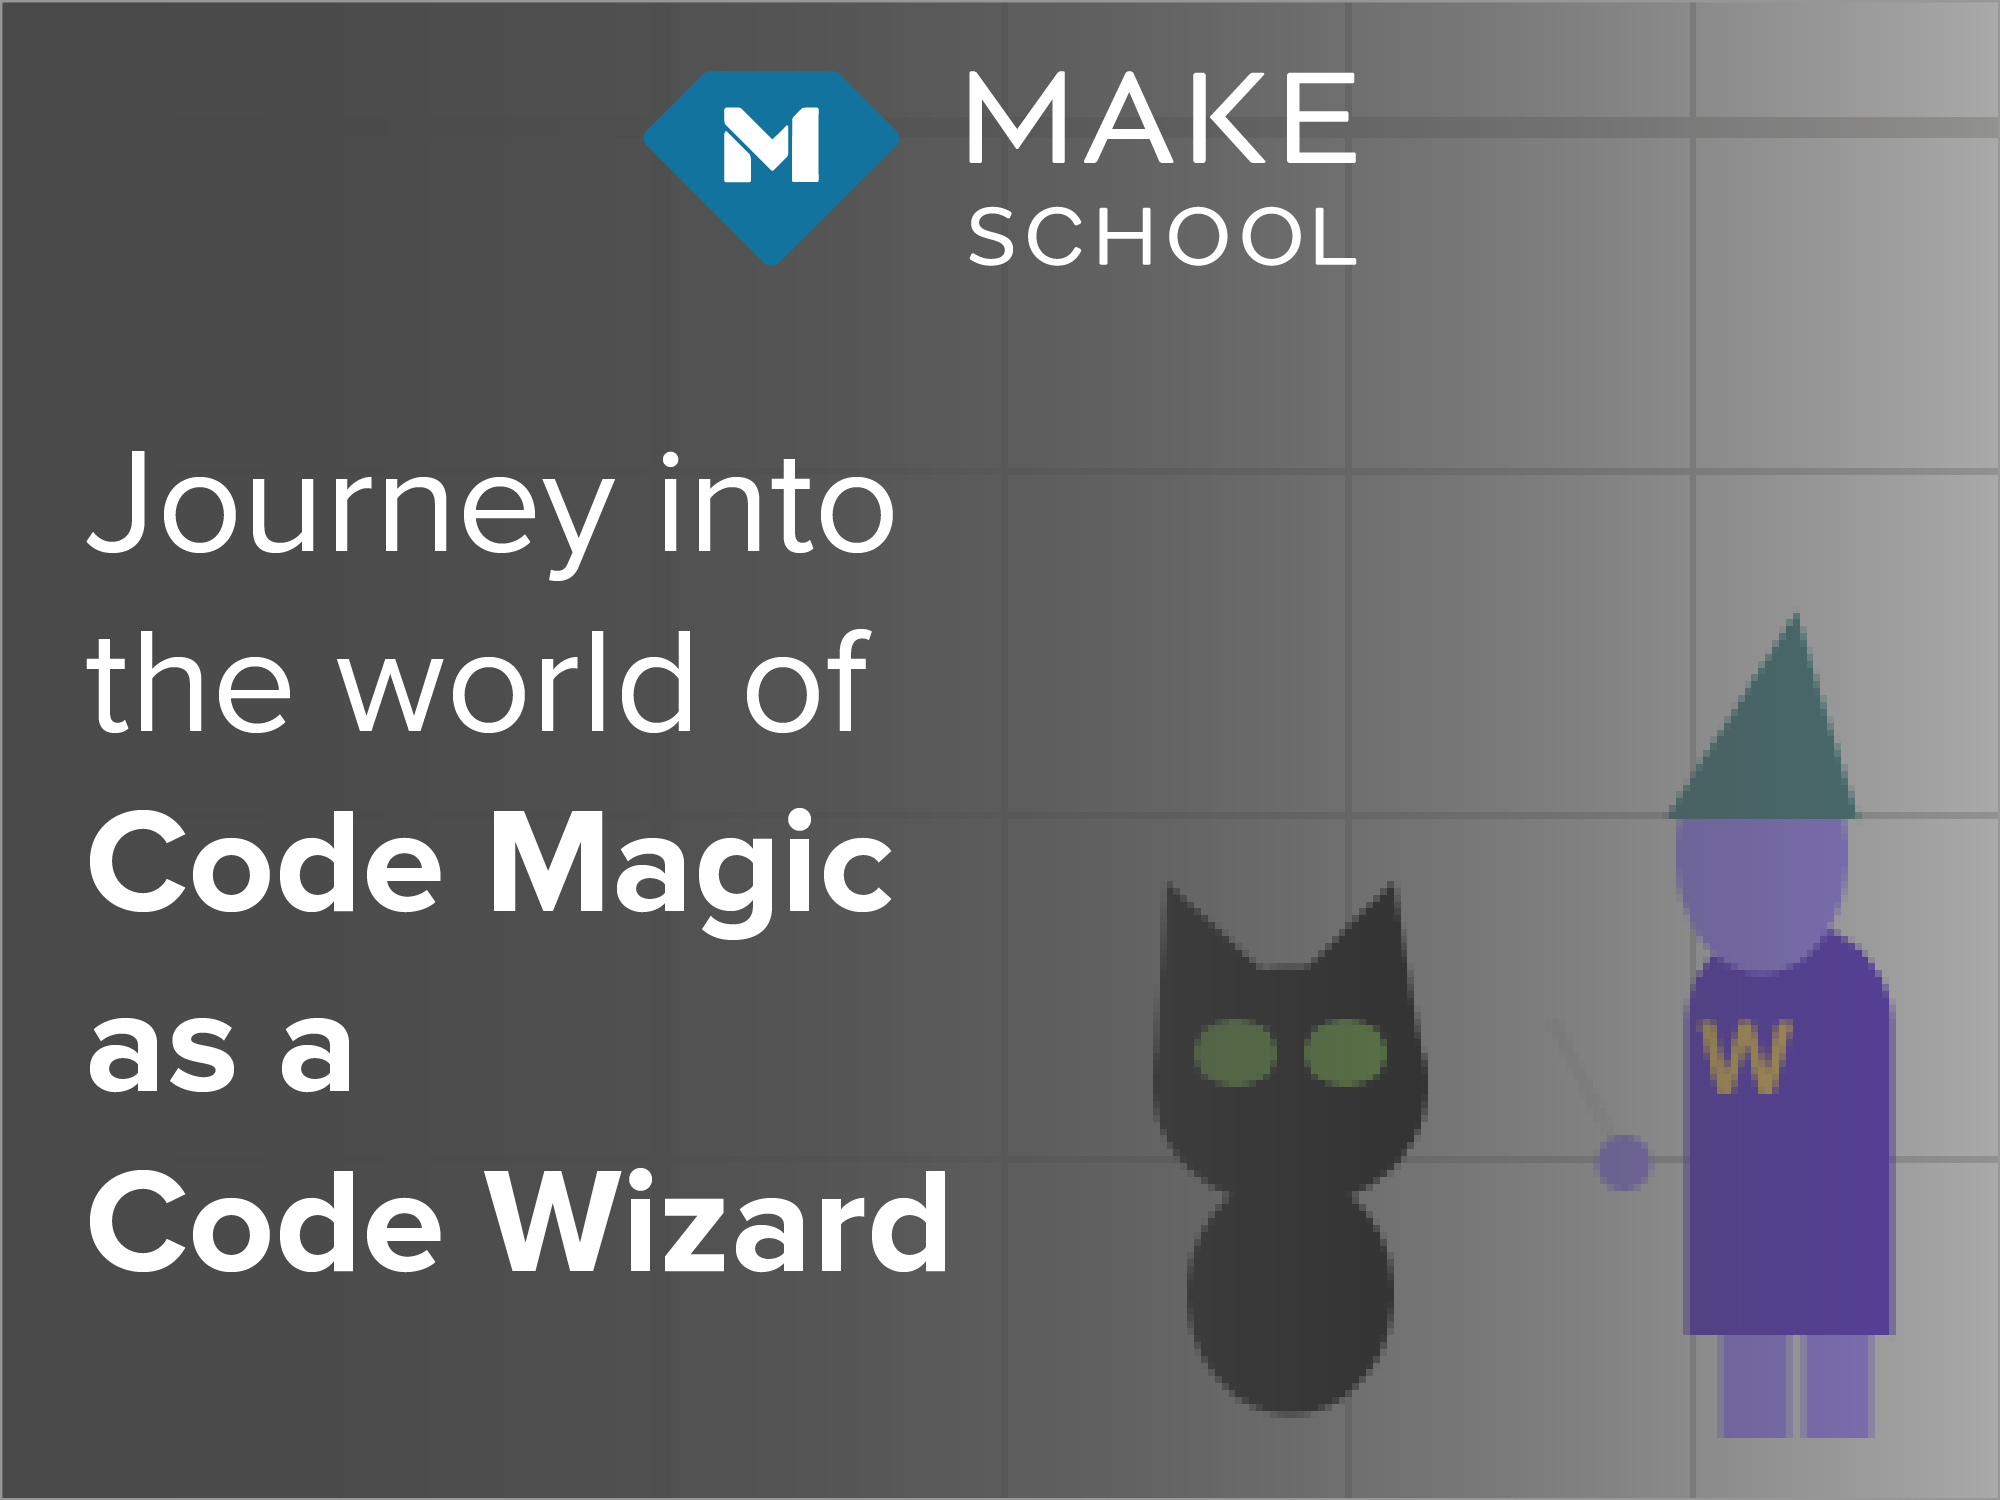 M
MAKE
SCHOOL
Journey into
the world of
Code Magic
as a
Code Wizard
W